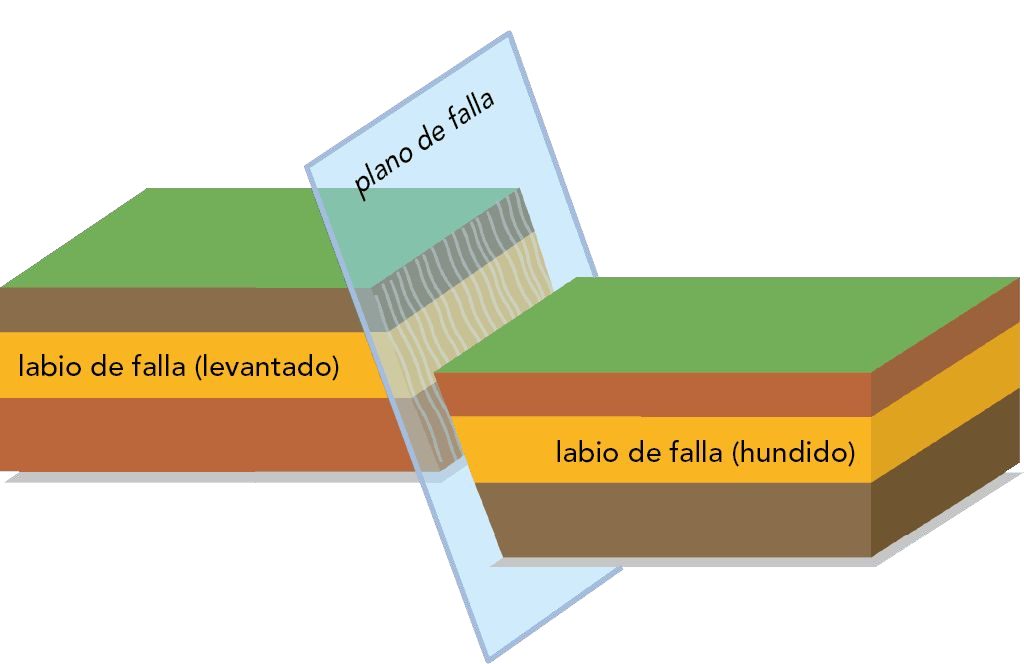 plano de falla
labio de falla (levantado)
labio de falla (hundido)